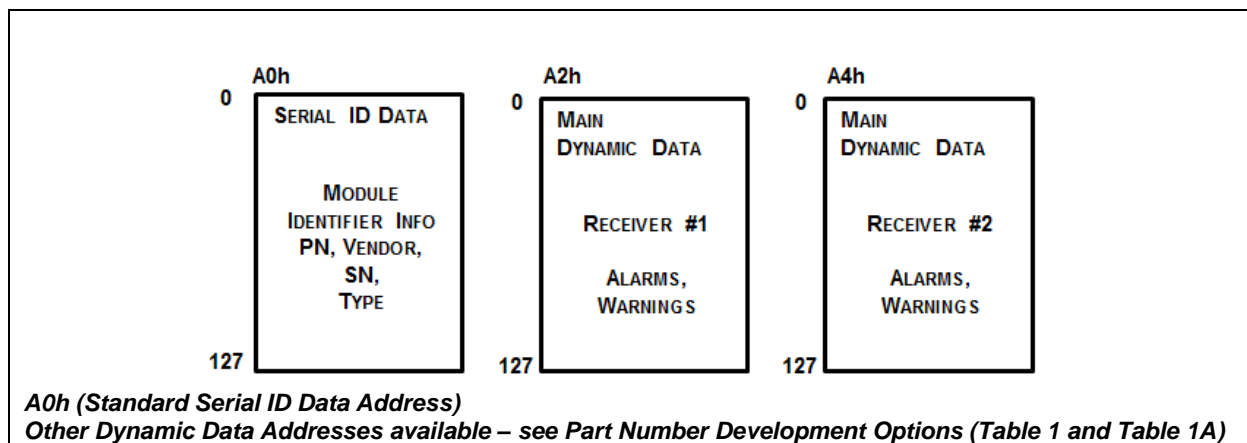 A0h
0
SERIAL ID DATA
MODULE
IDENTIFIER INFO
PN, VENDOR,
SN,
TYPE
127
A2h
0
MAIN
DYNAMIC DATA
RECEIVER #1
ALARMS,
WARNINGS
127
A4h
0
MAIN
DYNAMIC DATA
RECEIVER #2
ALARMS,
WARNINGS
127
A0h (Standard Serial ID Data Address)
Other Dynamic Data Addresses available – see Part Number Development Options (Table 1 and Table 1A)